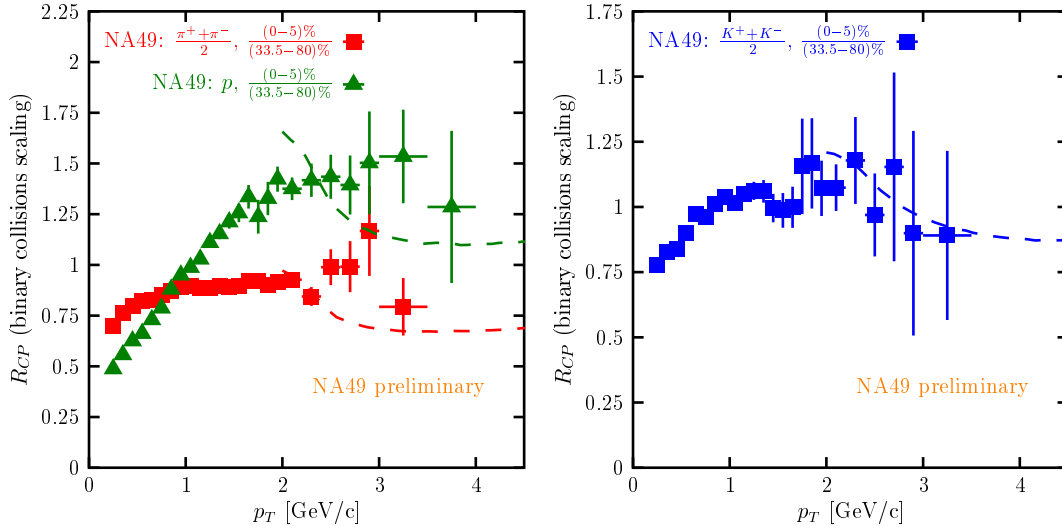 NA49: π⁺+π⁻/2, (0−5)%/(33.5−80)%
NA49: p, (0−5)%/(33.5−80)%
R_CP (binary collisions scaling)
2.25
2
1.75
1.5
1.25
1
0.75
0.5
0.25
0
NA49 preliminary
0 1 2 3 4
p_T [GeV/c]
NA49: K⁺+K⁻/2, (0−5)%/(33.5−80)%
R_CP (binary collisions scaling)
1.75
1.5
1.25
1
0.75
0.5
0.25
0
NA49 preliminary
0 1 2 3 4
p_T [GeV/c]